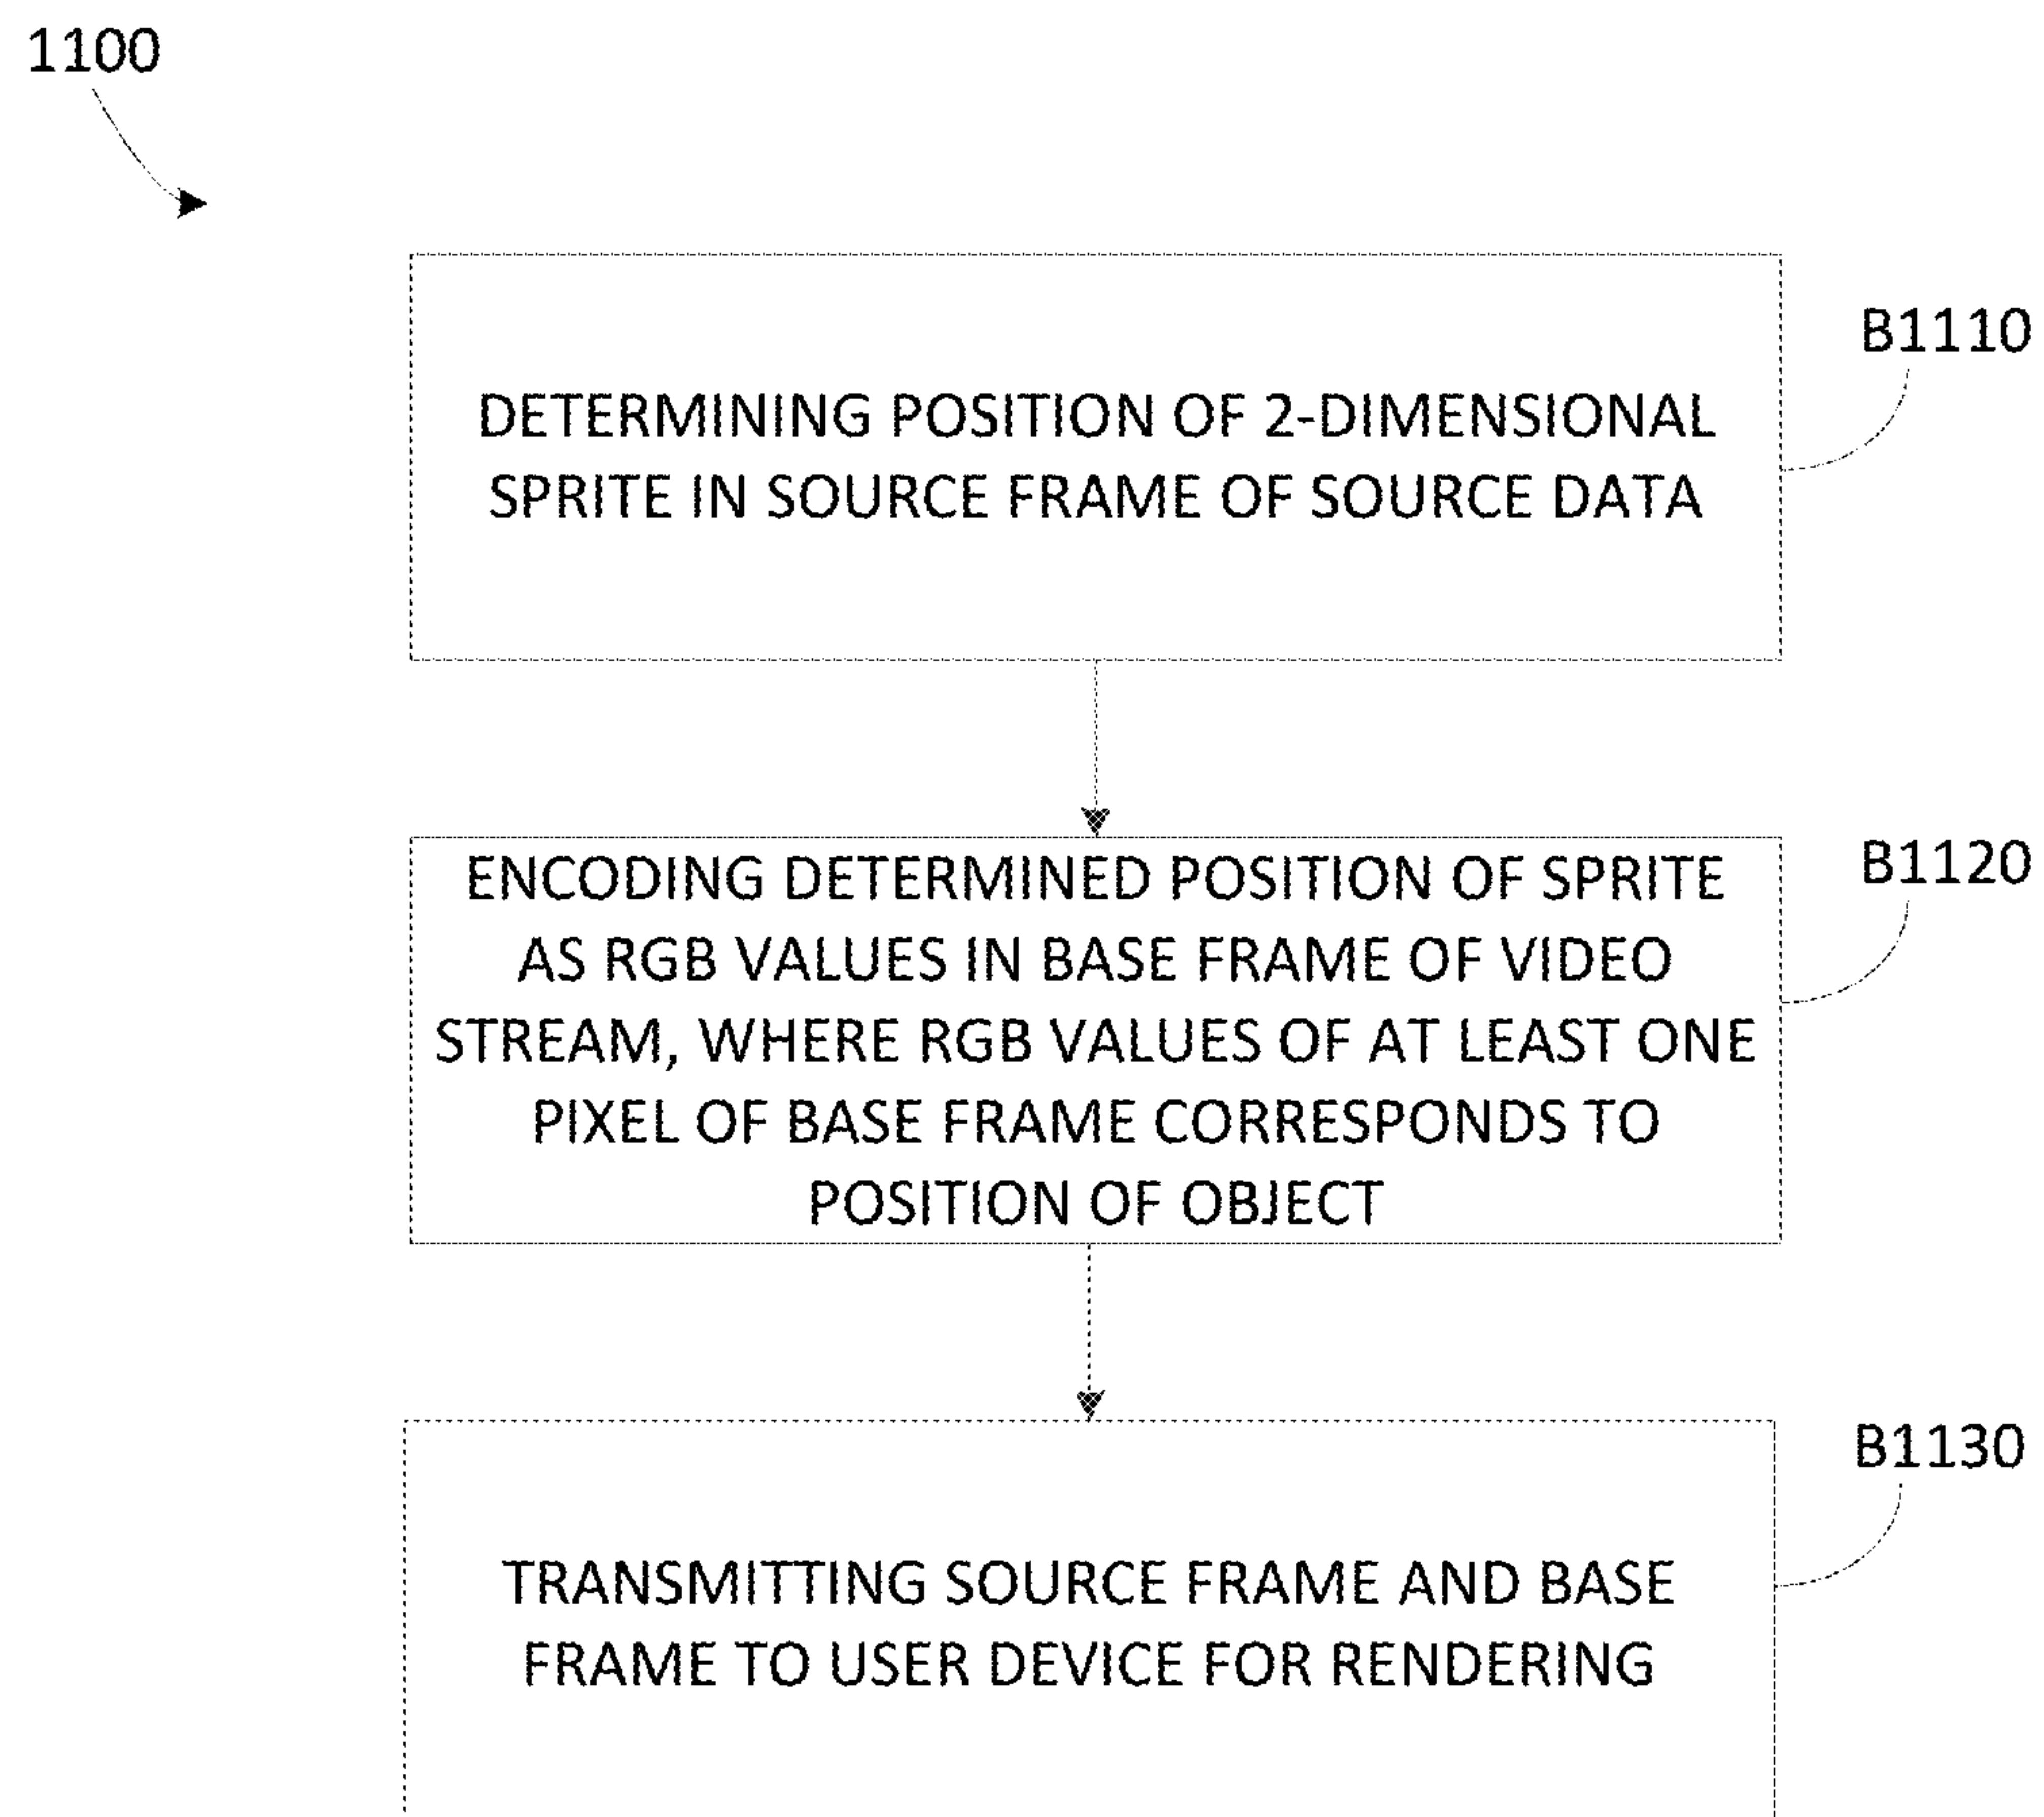 1100
B1110
DETERMINING POSITION OF 2-DIMENSIONAL
SPRITE IN SOURCE FRAME OF SOURCE DATA
B1120
ENCODING DETERMINED POSITION OF SPRITE
AS RGB VALUES IN BASE FRAME OF VIDEO
STREAM, WHERE RGB VALUES OF AT LEAST ONE
PIXEL OF BASE FRAME CORRESPONDS TO
POSITION OF OBJECT
B1130
TRANSMITTING SOURCE FRAME AND BASE
FRAME TO USER DEVICE FOR RENDERING